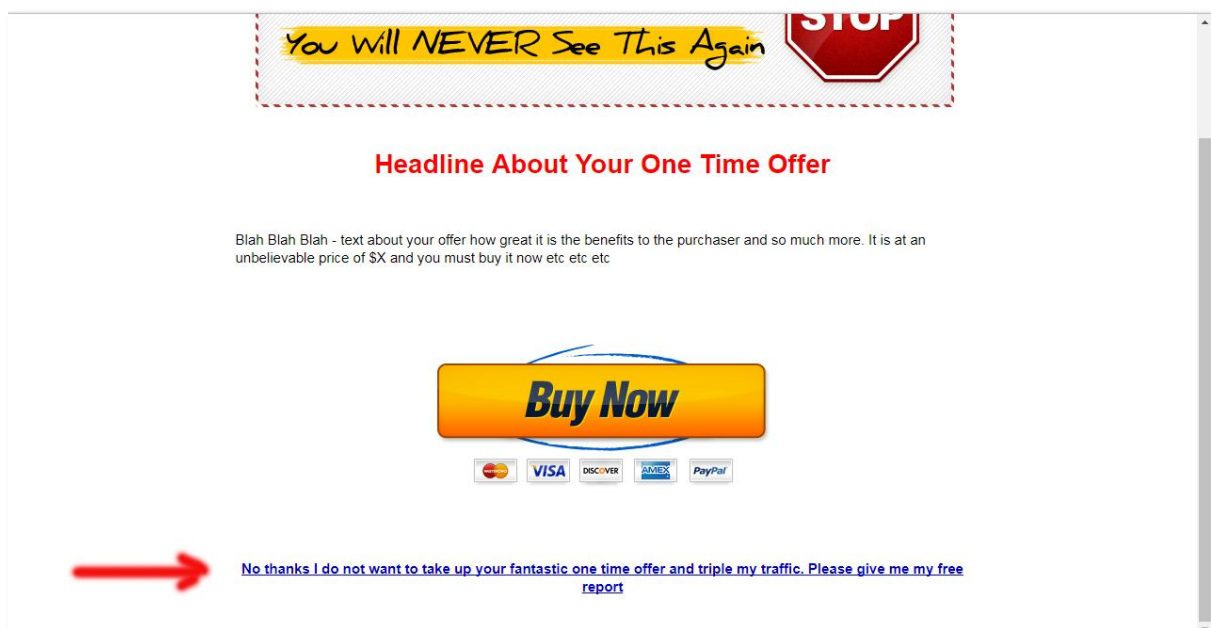 STOP
You Will NEVER See This Again
Headline About Your One Time Offer
Blah Blah Blah - text about your offer how great it is the benefits to the purchaser and so much more. It is at an
unbelievable price of $X and you must buy it now etc etc etc
Buy Now
MasterCard VISA DISCOVER AMEX PayPal
No thanks I do not want to take up your fantastic one time offer and triple my traffic. Please give me my free
report